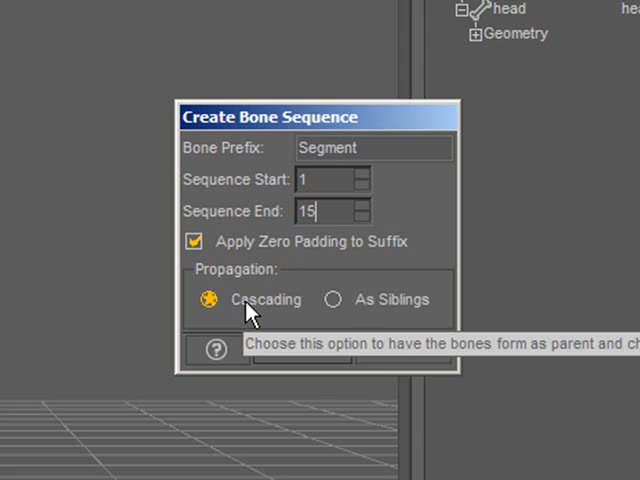 head
Geometry
Create Bone Sequence
Bone Prefix: Segment
Sequence Start: 1
Sequence End: 15
Apply Zero Padding to Suffix
Propagation:
Cascading As Siblings
? Choose this option to have the bones form as parent and